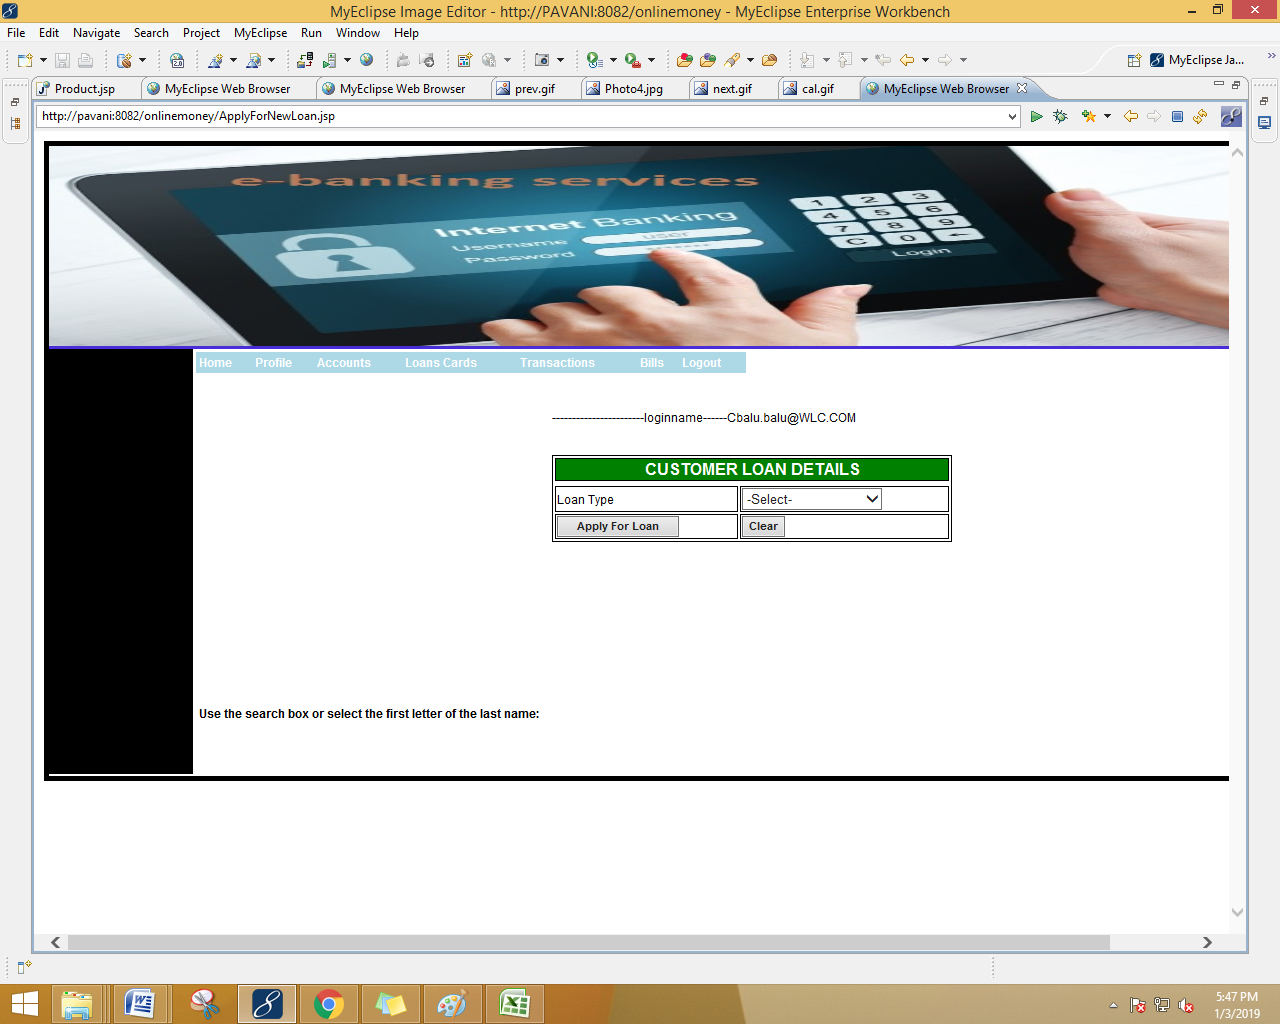 MyEclipse Image Editor - http://PAVANI:8082/onlinemoney - MyEclipse Enterprise Workbench
File Edit Navigate Search Project MyEclipse Run Window Help
2.0
MyEclipse Ja...
Product.jsp MyEclipse Web Browser MyEclipse Web Browser prev.gif Photo4.jpg next.gif cal.gif MyEclipse Web Browser
http://pavani:8082/onlinemoney/ApplyForNewLoan.jsp
e-banking services
Internet Banking
Username user
Password *******
1 2 3
4 5 6
7 8 9
C 0 ←
Login
Home Profile Accounts Loans Cards Transactions Bills Logout
-----------------------loginname------Cbalu.balu@WLC.COM
CUSTOMER LOAN DETAILS
Loan Type -Select-
Apply For Loan Clear
Use the search box or select the first letter of the last name:
5:47 PM
1/3/2019